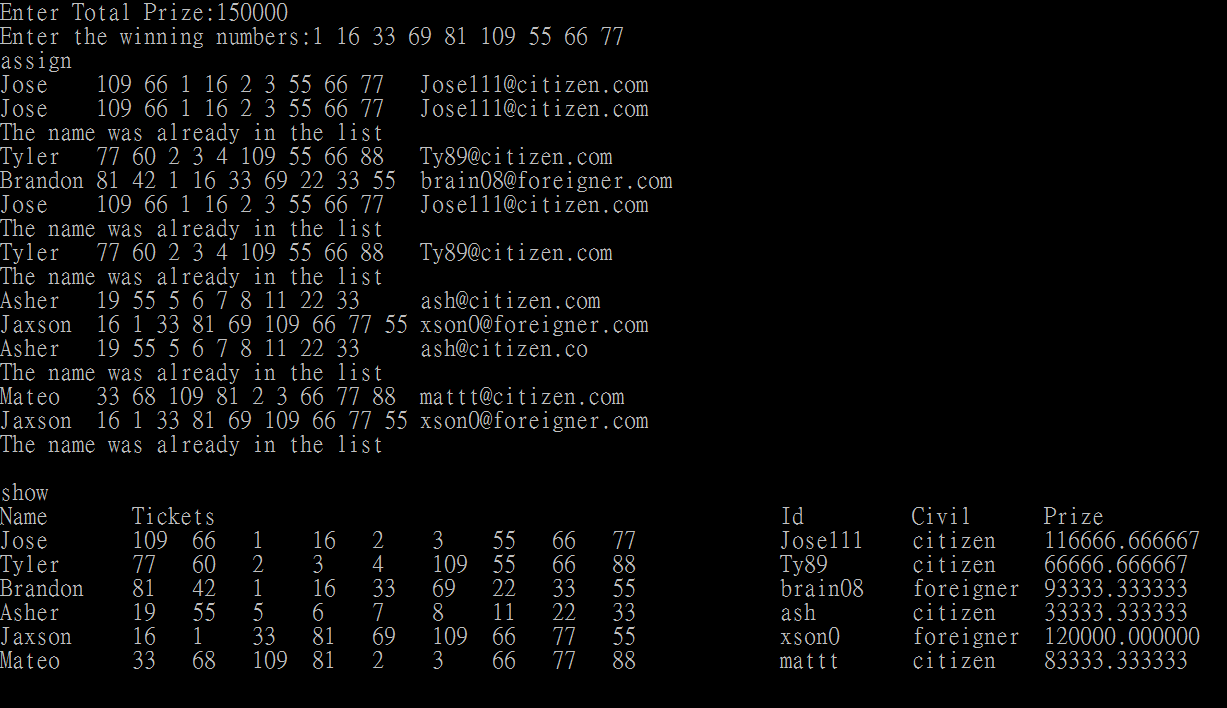 Enter Total Prize:150000
Enter the winning numbers:1 16 33 69 81 109 55 66 77
assign
Jose    109 66 1 16 2 3 55 66 77   Jose111@citizen.com
Jose    109 66 1 16 2 3 55 66 77   Jose111@citizen.com
The name was already in the list
Tyler   77 60 2 3 4 109 55 66 88   Ty89@citizen.com
Brandon 81 42 1 16 33 69 22 33 55  brain08@foreigner.com
Jose    109 66 1 16 2 3 55 66 77   Jose111@citizen.com
The name was already in the list
Tyler   77 60 2 3 4 109 55 66 88   Ty89@citizen.com
The name was already in the list
Asher   19 55 5 6 7 8 11 22 33     ash@citizen.com
Jaxson  16 1 33 81 69 109 66 77 55 xson0@foreigner.com
Asher   19 55 5 6 7 8 11 22 33     ash@citizen.co
The name was already in the list
Mateo   33 68 109 81 2 3 66 77 88  mattt@citizen.com
Jaxson  16 1 33 81 69 109 66 77 55 xson0@foreigner.com
The name was already in the list
show
Name       Tickets                                               Id         Civil      Prize
Jose       109  66   1    16   2    3    55   66   77            Jose111    citizen    116666.666667
Tyler      77   60   2    3    4    109  55   66   88            Ty89       citizen    66666.666667
Brandon    81   42   1    16   33   69   22   33   55            brain08    foreigner  93333.333333
Asher      19   55   5    6    7    8    11   22   33            ash        citizen    33333.333333
Jaxson     16   1    33   81   69   109  66   77   55            xson0      foreigner  120000.000000
Mateo      33   68   109  81   2    3    66   77   88            mattt      citizen    83333.333333